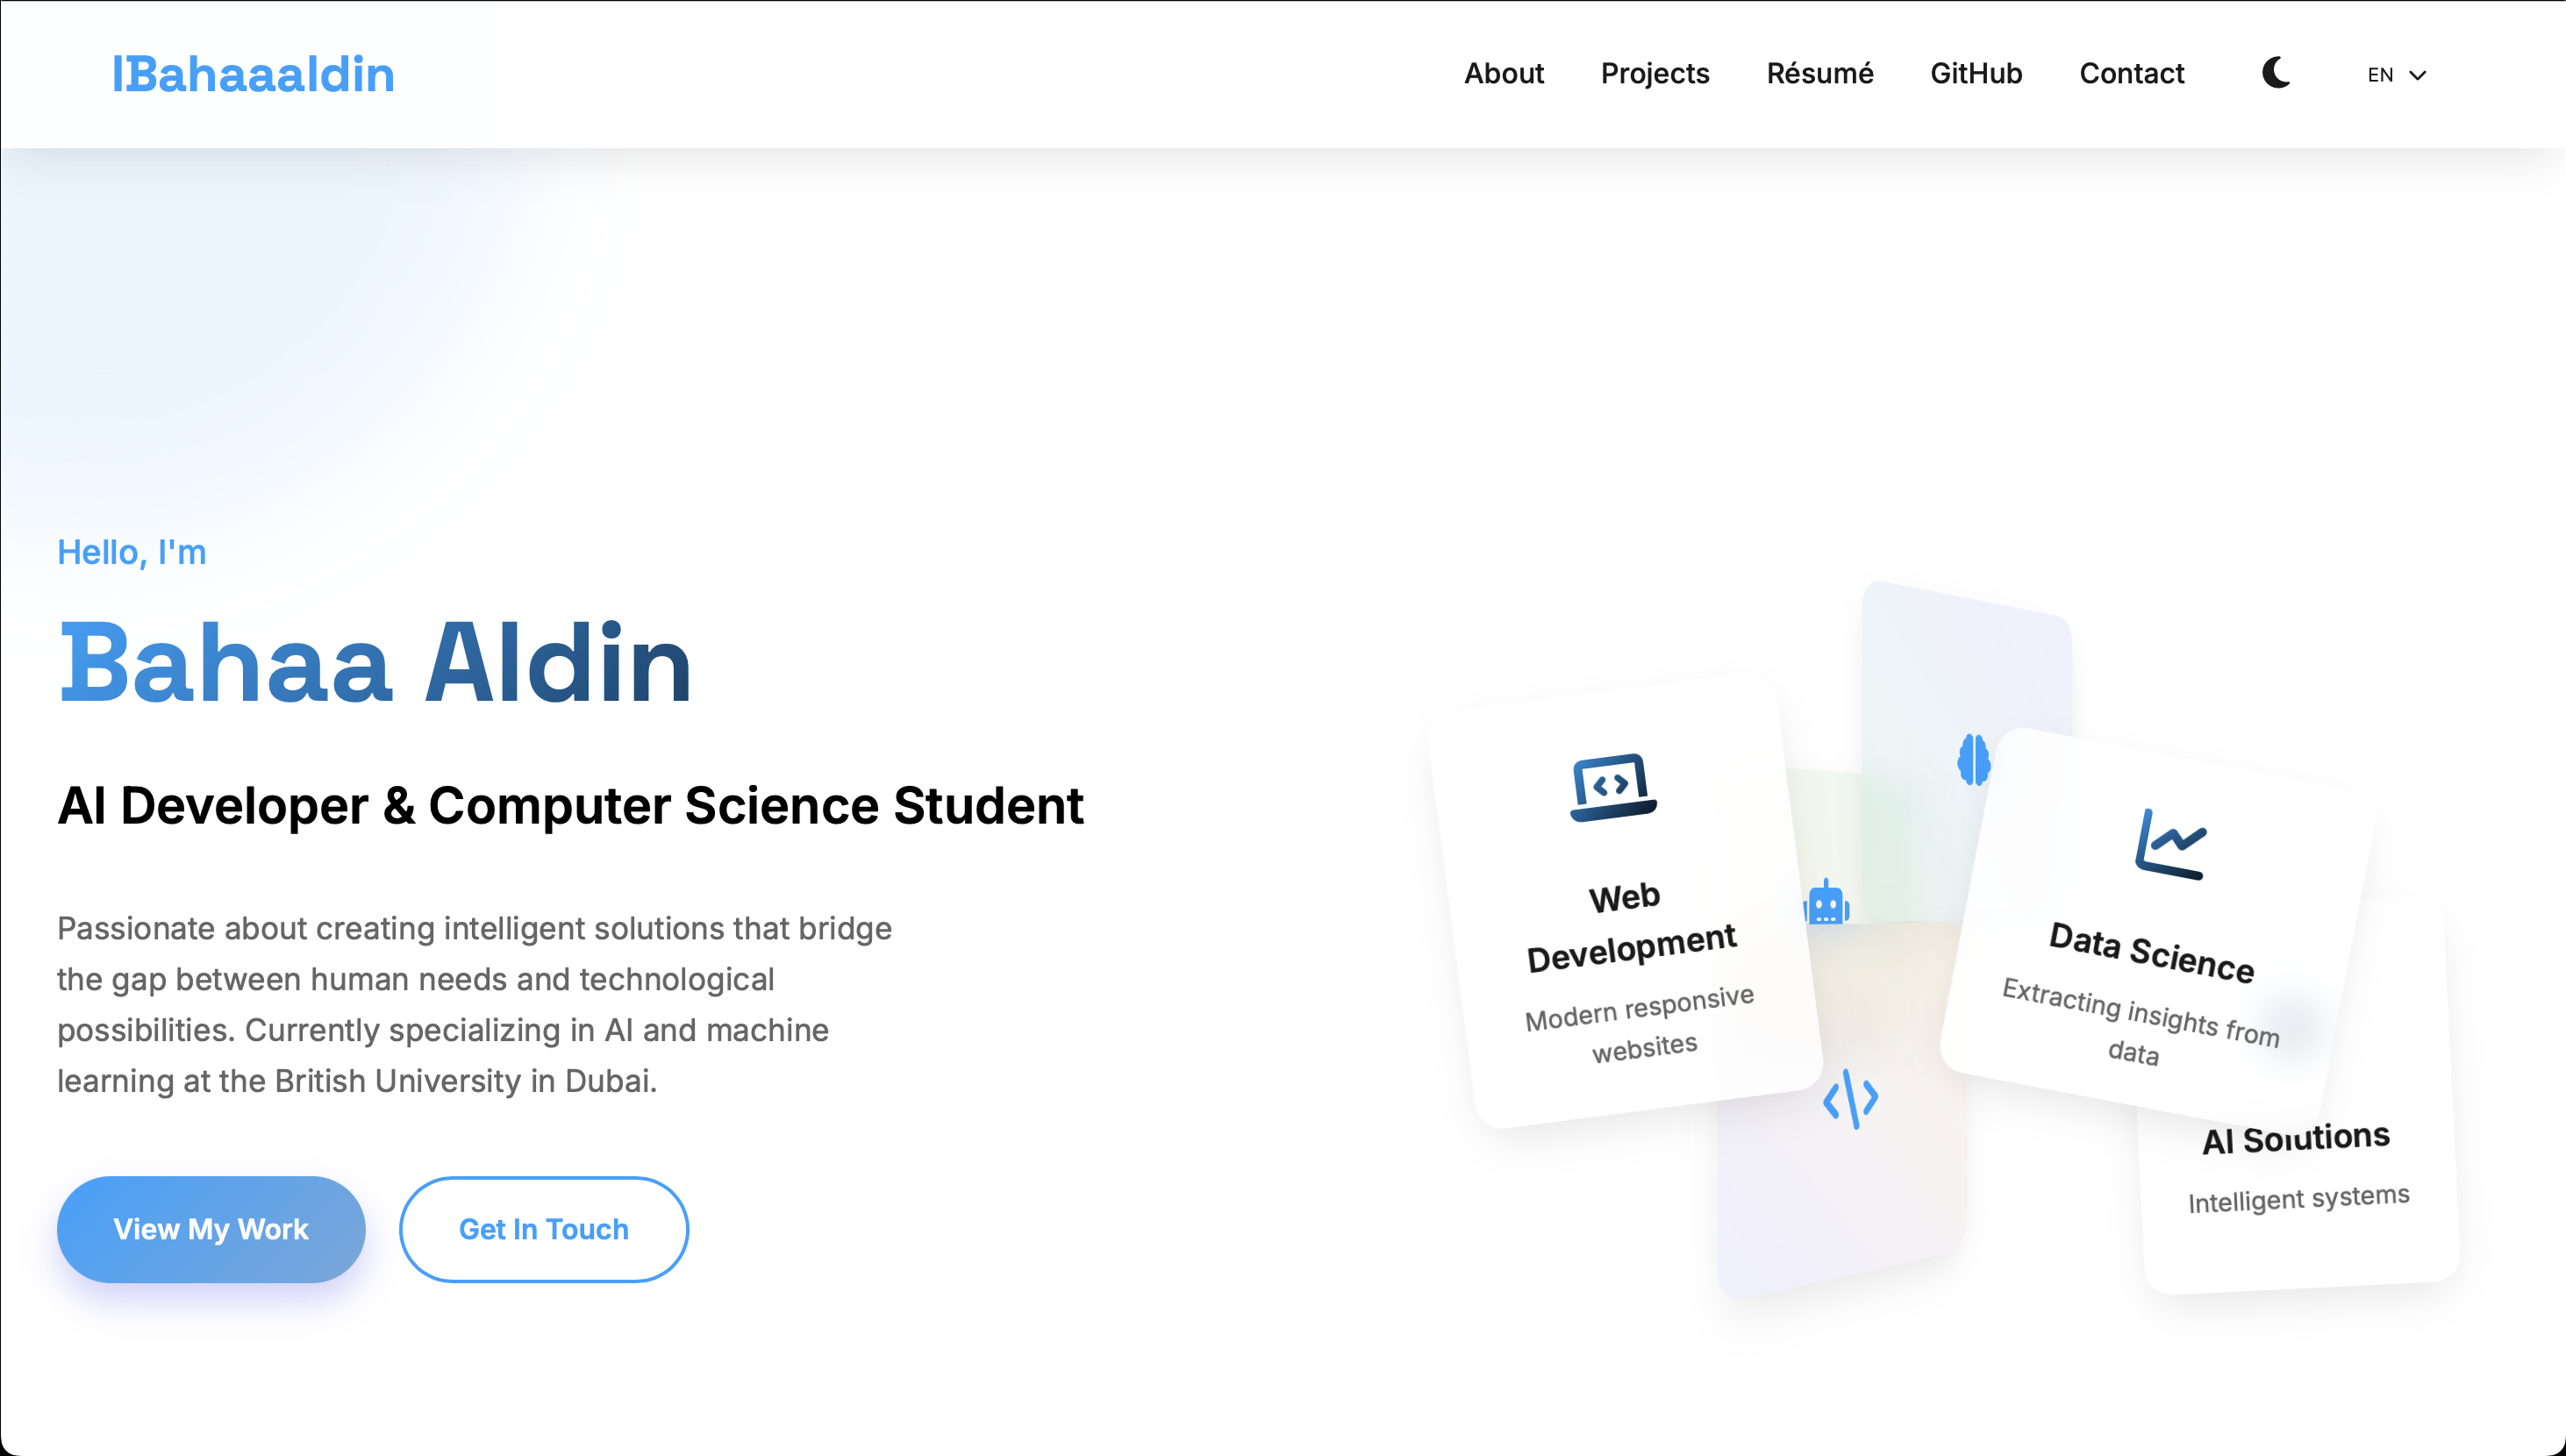 IBahaaaldin
About
Projects
Résumé
GitHub
Contact
EN
Hello, I'm
Bahaa Aldin
AI Developer & Computer Science Student
Passionate about creating intelligent solutions that bridge
the gap between human needs and technological
possibilities. Currently specializing in AI and machine
learning at the British University in Dubai.
View My Work
Get In Touch
Web
Development
Modern responsive
websites
Data Science
Extracting insights from
data
AI Solutions
Intelligent systems